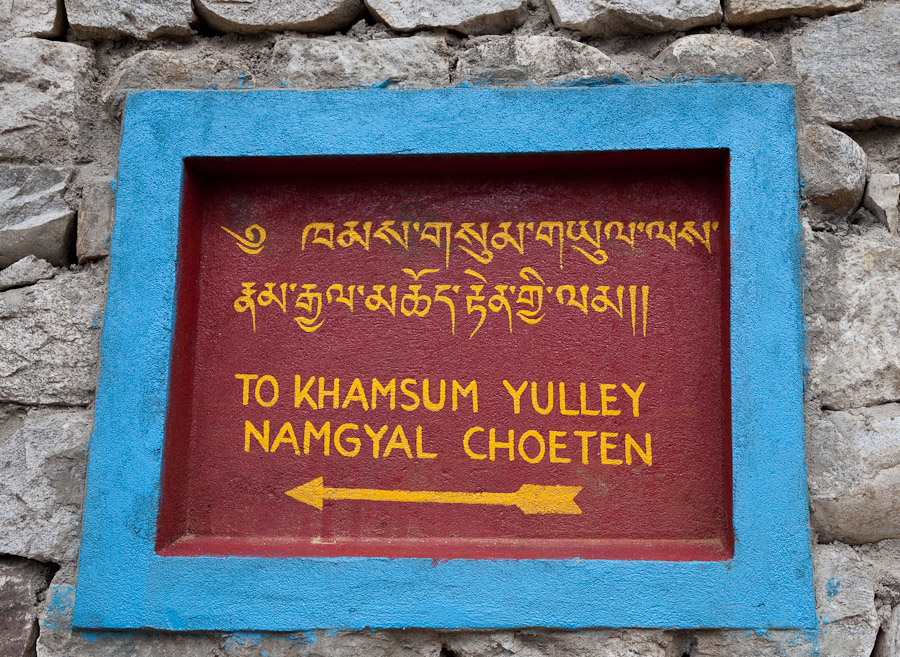 ༄ ཁམས་གསུམ་གཡུལ་ལས་
རྣམ་རྒྱལ་མཆོད་རྟེན་གྱི་ལམ།།
TO KHAMSUM YULLEY
NAMGYAL CHOETEN